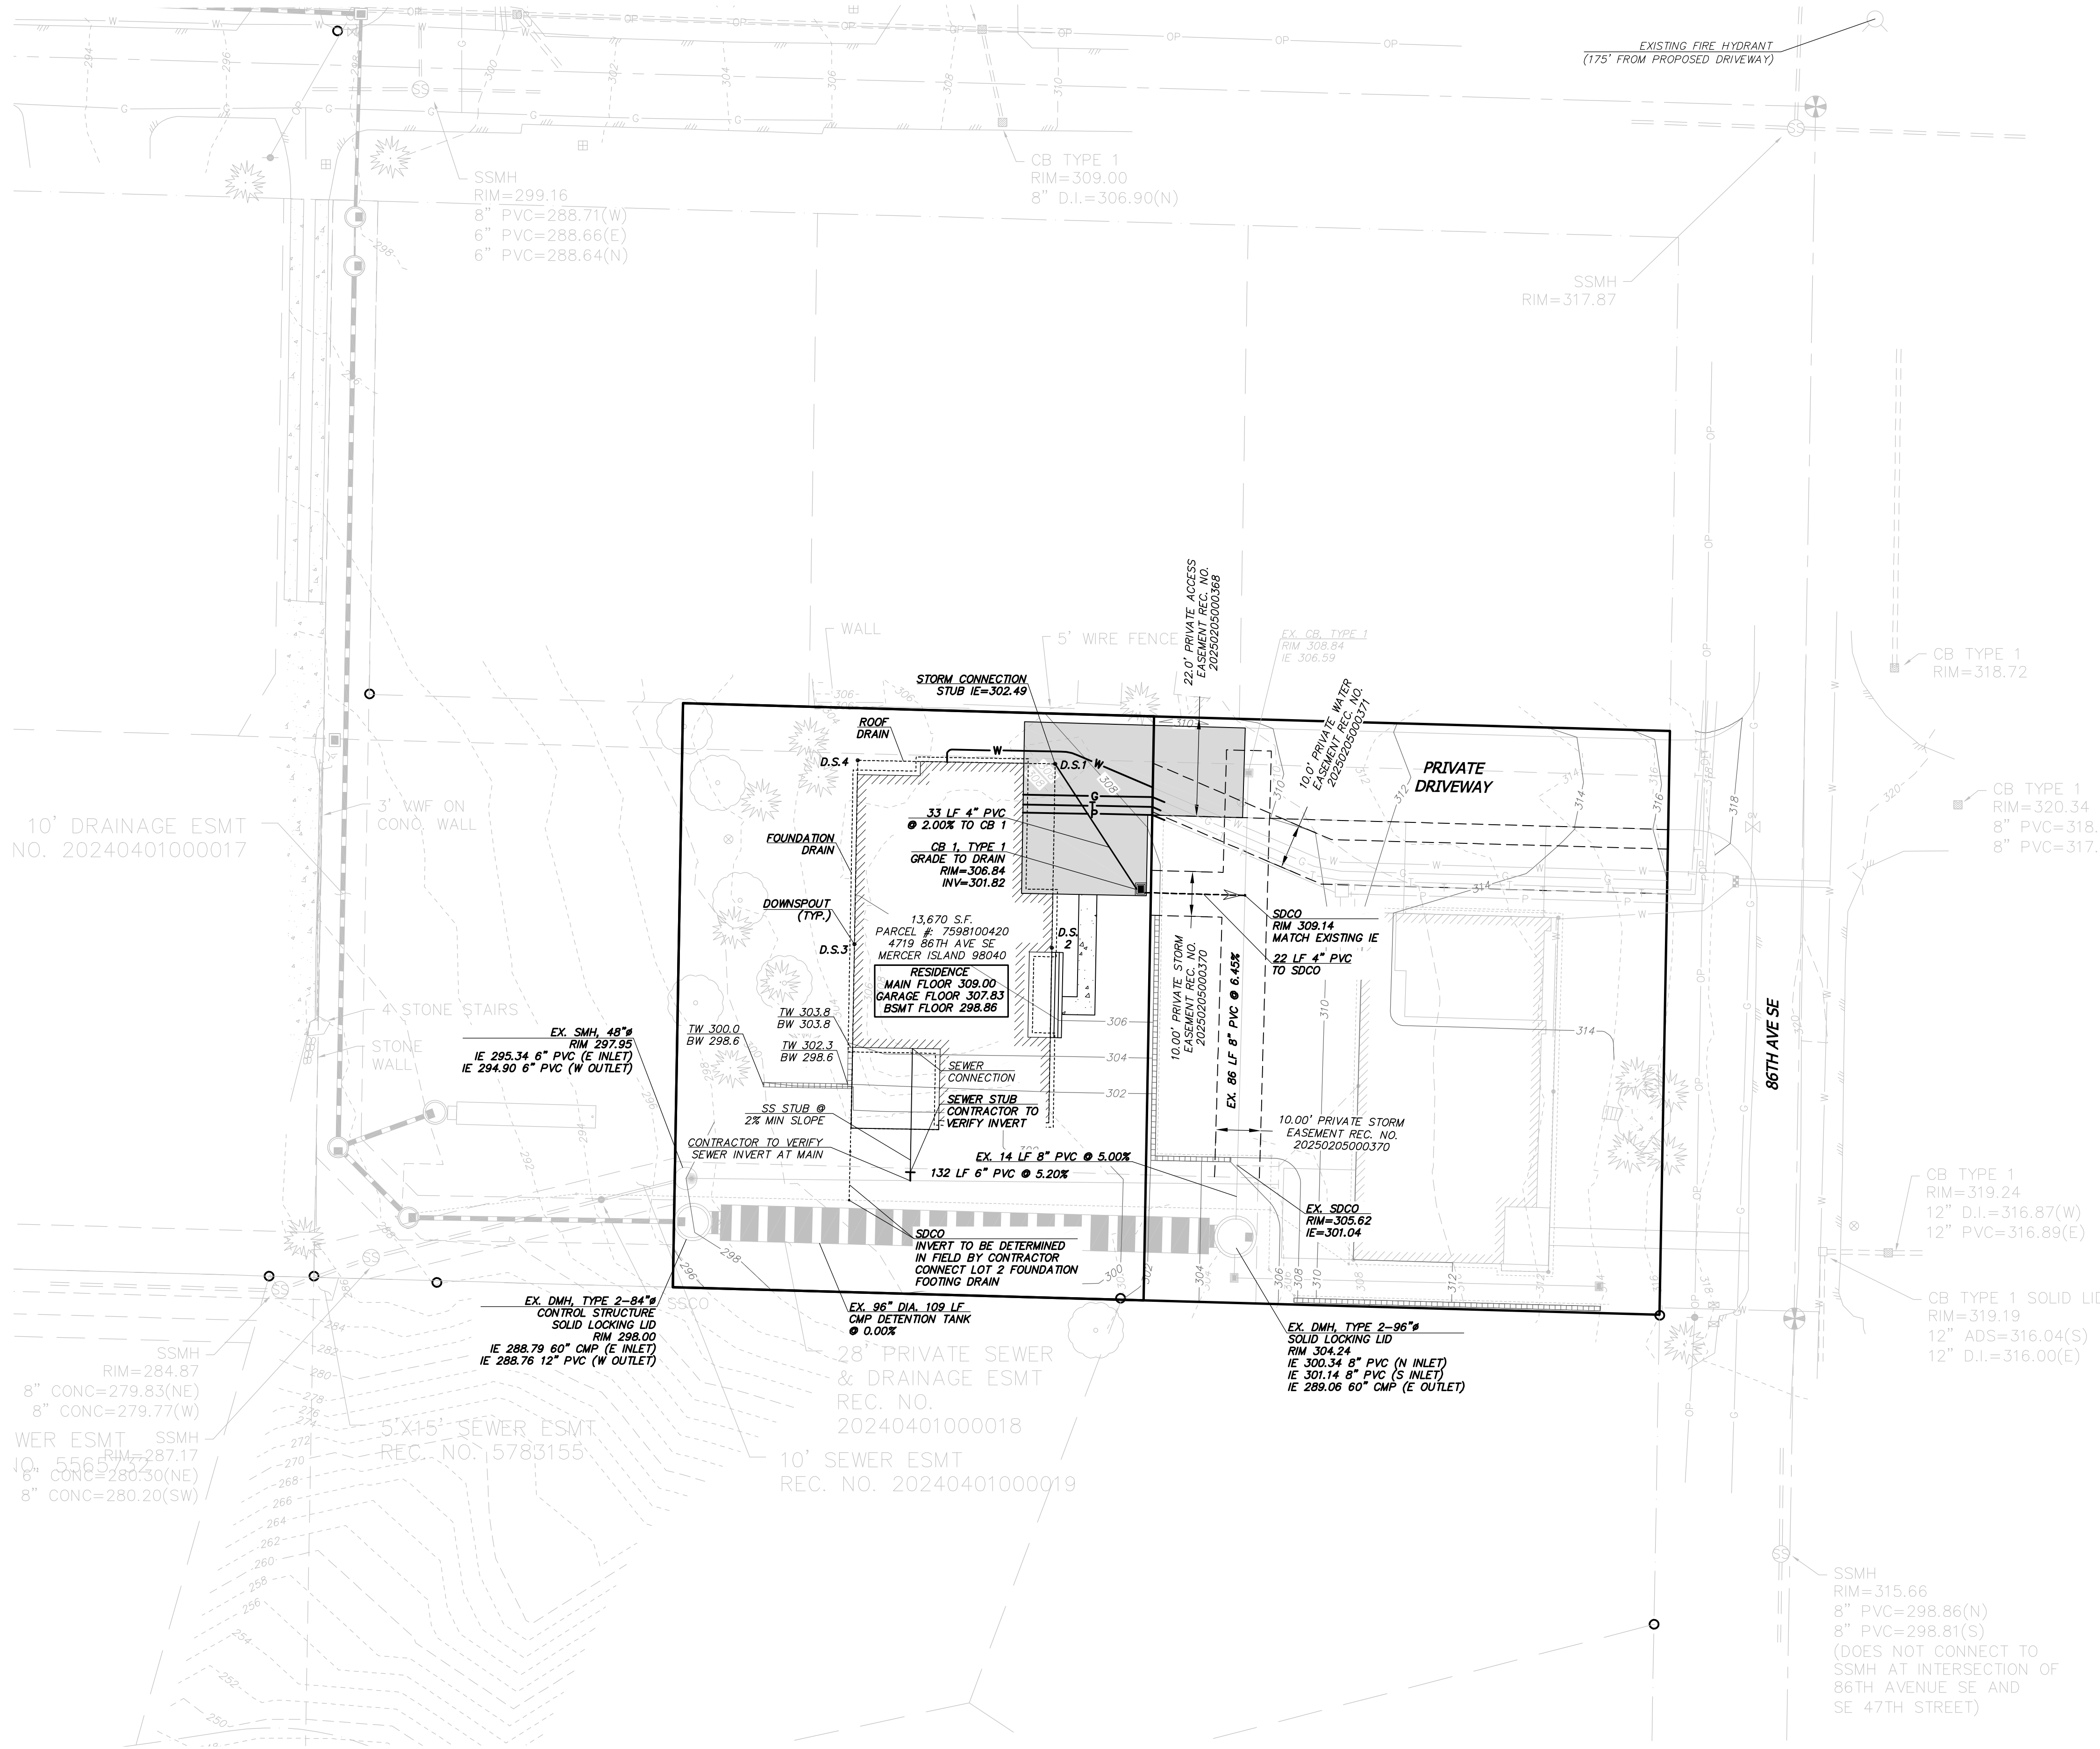 EXISTING FIRE HYDRANT
(175' FROM PROPOSED DRIVEWAY)
SSMH
RIM=299.16
8" PVC=288.71(W)
6" PVC=288.66(E)
6" PVC=288.64(N)
CB TYPE 1
RIM=309.00
8" D.I.=306.90(N)
SSMH
RIM=317.87
WALL
5' WIRE FENCE
22.0' PRIVATE ACCESS
EASEMENT REC. NO.
20250205000368
EX. CB, TYPE 1
RIM 308.84
IE 306.59
10.0' PRIVATE WATER
EASEMENT REC. NO.
20250205000371
CB TYPE 1
RIM=318.72
STORM CONNECTION
STUB IE=302.49
ROOF
DRAIN
D.S.4
D.S.1
PRIVATE
DRIVEWAY
CB TYPE 1
RIM=320.34
8" PVC=318.
8" PVC=317.
3' VWF ON
CONC WALL
10' DRAINAGE ESMT
NO. 20240401000017
33 LF 4" PVC
@ 2.00% TO CB 1
FOUNDATION
DRAIN
CB 1, TYPE 1
GRADE TO DRAIN
RIM=306.84
INV=301.82
DOWNSPOUT
(TYP.)
D.S.3
D.S.
2
13,670 S.F.
PARCEL #: 7598100420
4719 86TH AVE SE
MERCER ISLAND 98040
RESIDENCE
MAIN FLOOR 309.00
GARAGE FLOOR 307.83
BSMT FLOOR 298.86
SDCO
RIM 309.14
MATCH EXISTING IE
22 LF 4" PVC
TO SDCO
10.00' PRIVATE STORM
EASEMENT REC. NO.
20250205000370
EX. 86 LF 8" PVC @ 6.45%
86TH AVE SE
4 STONE STAIRS
STONE
WALL
EX. SMH, 48"ø
RIM 297.95
IE 295.34 6" PVC (E INLET)
IE 294.90 6" PVC (W OUTLET)
TW 300.0
BW 298.6
TW 303.8
BW 303.8
TW 302.3
BW 298.6
SEWER
CONNECTION
SEWER STUB
CONTRACTOR TO
VERIFY INVERT
SS STUB @
2% MIN SLOPE
CONTRACTOR TO VERIFY
SEWER INVERT AT MAIN
132 LF 6" PVC @ 5.20%
EX. 14 LF 8" PVC @ 5.00%
10.00' PRIVATE STORM
EASEMENT REC. NO.
20250205000370
EX. SDCO
RIM=305.62
IE=301.04
SDCO
INVERT TO BE DETERMINED
IN FIELD BY CONTRACTOR
CONNECT LOT 2 FOUNDATION
FOOTING DRAIN
SSCO
CB TYPE 1
RIM=319.24
12" D.I.=316.87(W)
12" PVC=316.89(E)
CB TYPE 1 SOLID LID
RIM=319.19
12" ADS=316.04(S)
12" D.I.=316.00(E)
EX. DMH, TYPE 2-84"ø
CONTROL STRUCTURE
SOLID LOCKING LID
RIM 298.00
IE 288.79 60" CMP (E INLET)
IE 288.76 12" PVC (W OUTLET)
EX. 96" DIA. 109 LF
CMP DETENTION TANK
@ 0.00%
EX. DMH, TYPE 2-96"ø
SOLID LOCKING LID
RIM 304.24
IE 300.34 8" PVC (N INLET)
IE 301.14 8" PVC (S INLET)
IE 289.06 60" CMP (E OUTLET)
28' PRIVATE SEWER
& DRAINAGE ESMT
REC. NO.
20240401000018
10' SEWER ESMT
REC. NO. 20240401000019
5'X15' SEWER ESMT
REC. NO. 5783155
SSMH
RIM=284.87
8" CONC=279.83(NE)
8" CONC=279.77(W)
WER ESMT
NO. 5565732
SSMH
RIM=287.17
6" CONC=280.30(NE)
8" CONC=280.20(SW)
SSMH
RIM=315.66
8" PVC=298.86(N)
8" PVC=298.81(S)
(DOES NOT CONNECT TO
SSMH AT INTERSECTION OF
86TH AVENUE SE AND
SE 47TH STREET)